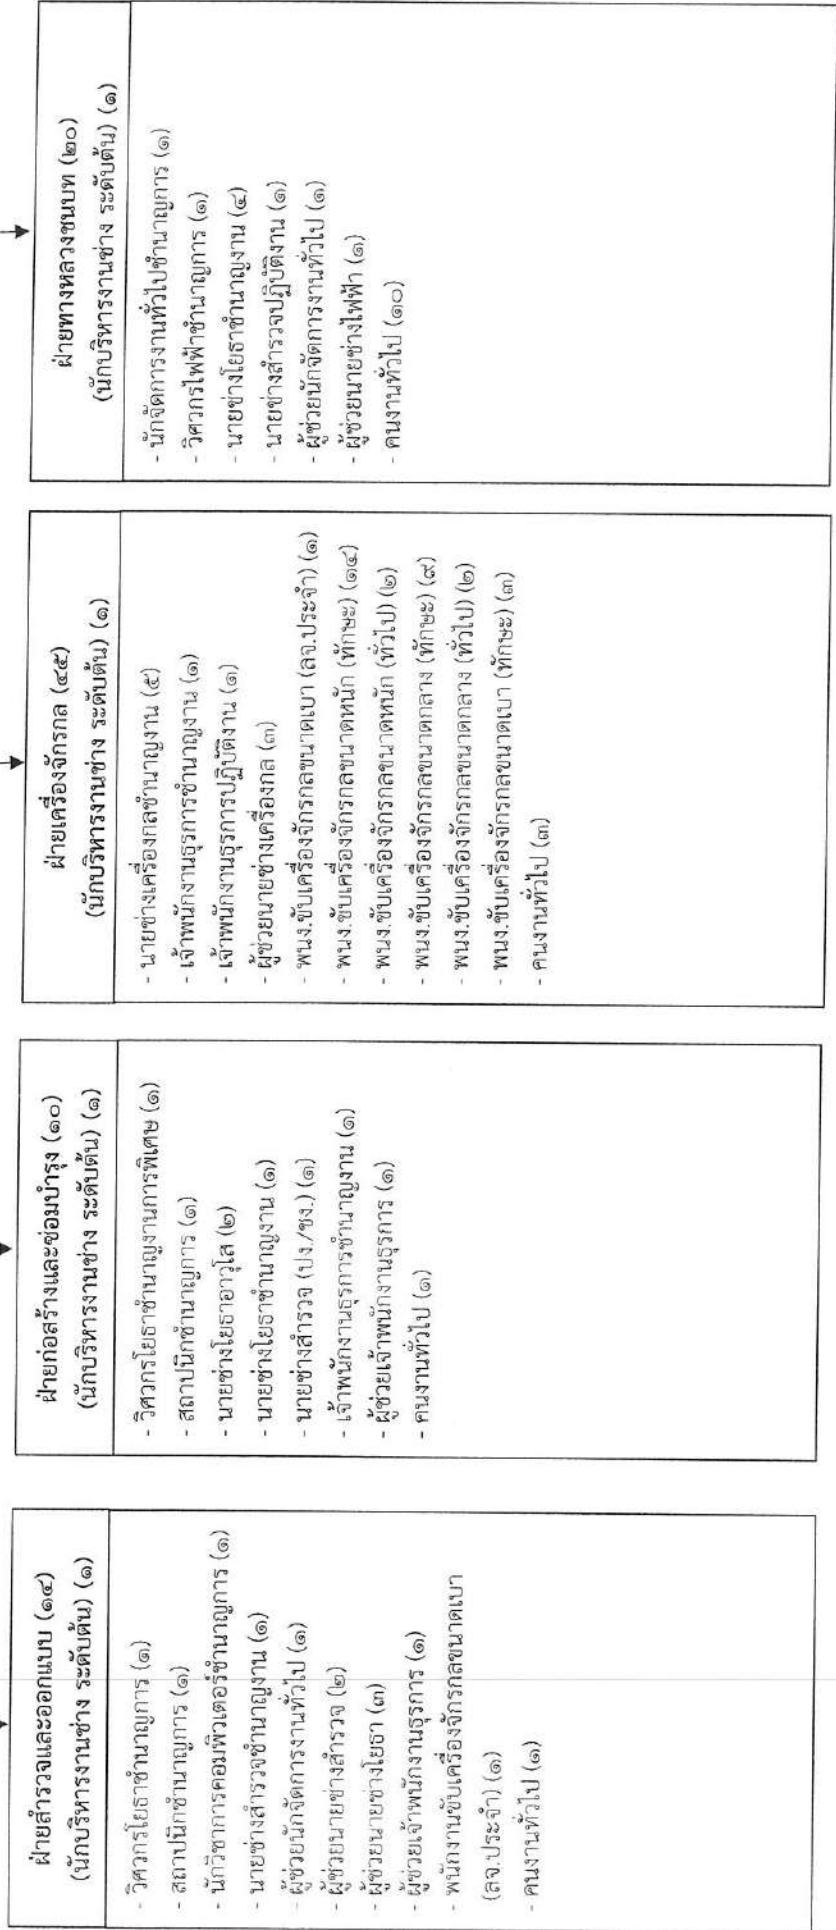 ฝ่ายสำรวจและออกแบบ (๑๔)
(นักบริหารงานช่าง ระดับต้น) (๑)
- วิศวกรโยธาชำนาญการ (๑)
- สถาปนิกชำนาญการ (๑)
- นักวิชาการคอมพิวเตอร์ชำนาญการ (๑)
- นายช่างสำรวจชำนาญงาน (๑)
- ผู้ช่วยนักจัดการงานทั่วไป (๑)
- ผู้ช่วยนายช่างสำรวจ (๒)
- ผู้ช่วยนายช่างโยธา (๓)
- ผู้ช่วยเจ้าพนักงานธุรการ (๑)
- พนักงานขับเครื่องจักรกลขนาดเบา
(ลจ.ประจำ) (๑)
- คนงานทั่วไป (๑)
ฝ่ายก่อสร้างและซ่อมบำรุง (๑๐)
(นักบริหารงานช่าง ระดับต้น) (๑)
- วิศวกรโยธาชำนาญงานการพิเศษ (๑)
- สถาปนิกชำนาญการ (๑)
- นายช่างโยธาอาวุโส (๒)
- นายช่างโยธาชำนาญงาน (๑)
- นายช่างสำรวจ (ปง./ชง.) (๑)
- เจ้าพนักงานธุรการชำนาญงาน (๑)
- ผู้ช่วยเจ้าพนักงานธุรการ (๑)
- คนงานทั่วไป (๑)
ฝ่ายเครื่องจักรกล (๔๕)
(นักบริหารงานช่าง ระดับต้น) (๑)
- นายช่างเครื่องกลชำนาญงาน (๕)
- เจ้าพนักงานธุรการชำนาญงาน (๑)
- เจ้าพนักงานธุรการปฏิบัติงาน (๑)
- ผู้ช่วยนายช่างเครื่องกล (๓)
- พนง.ขับเครื่องจักรกลขนาดเบา (ลจ.ประจำ) (๑)
- พนง.ขับเครื่องจักรกลขนาดหนัก (ทักษะ) (๑๔)
- พนง.ขับเครื่องจักรกลขนาดหนัก (ทั่วไป) (๒)
- พนง.ขับเครื่องจักรกลขนาดกลาง (ทักษะ) (๙)
- พนง.ขับเครื่องจักรกลขนาดกลาง (ทั่วไป) (๒)
- พนง.ขับเครื่องจักรกลขนาดเบา (ทักษะ) (๓)
- คนงานทั่วไป (๓)
ฝ่ายทางหลวงชนบท (๒๐)
(นักบริหารงานช่าง ระดับต้น) (๑)
- นักจัดการงานทั่วไปชำนาญการ (๑)
- วิศวกรไฟฟ้าชำนาญการ (๑)
- นายช่างโยธาชำนาญงาน (๔)
- นายช่างสำรวจปฏิบัติงาน (๑)
- ผู้ช่วยนักจัดการงานทั่วไป (๑)
- ผู้ช่วยนายช่างไฟฟ้า (๑)
- คนงานทั่วไป (๑๐)